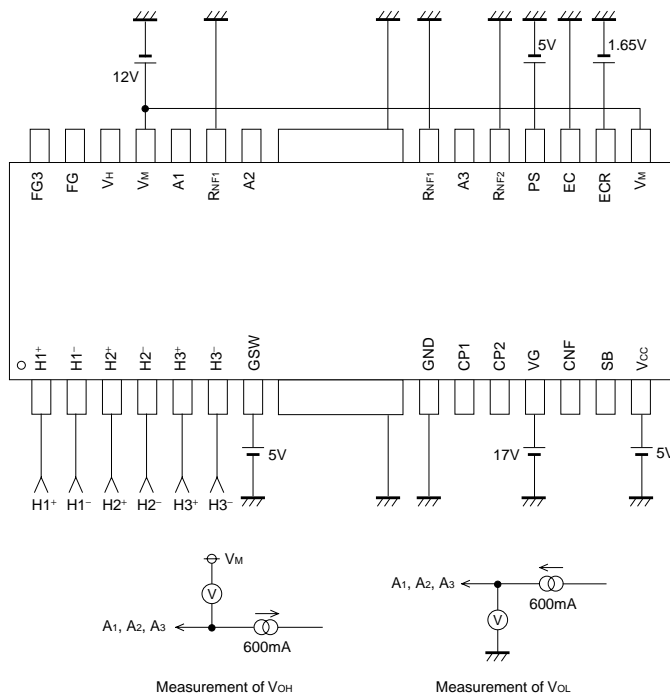 12V
5V
1.65V
FG3 FG VH VM A1 RNF1 A2 RNF1 A3 RNF2 PS EC ECR VM
H1+ H1− H2+ H2− H3+ H3− GSW GND CP1 CP2 VG CNF SB VCC
5V
17V
5V
H1+ H1− H2+ H2− H3+ H3−
VM
V
A1, A2, A3
600mA
Measurement of VOH
A1, A2, A3
600mA
V
Measurement of VOL